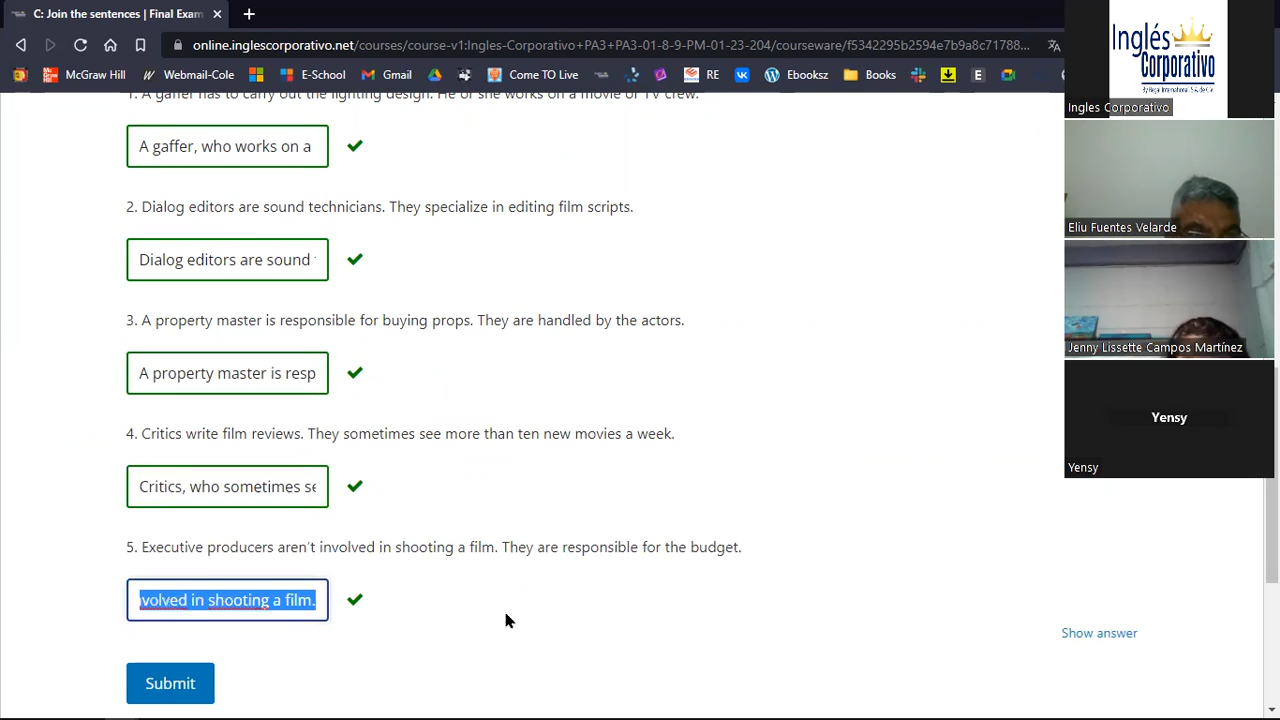 C: Join the sentences | Final Exam
online.inglescorporativo.net/courses/course-v1:Ingles-Corporativo+PA3+PA3-01-8-9-PM-01-23-204/courseware/f5342295b2594e7b9a8c71788...
McGraw Hill
Webmail-Cole
E-School
Gmail
Come TO Live
RE
Ebooksz
Books
1. A gaffer has to carry out the lighting design. He or she works on a movie or TV crew.
A gaffer, who works on a
2. Dialog editors are sound technicians. They specialize in editing film scripts.
Dialog editors are sound
3. A property master is responsible for buying props. They are handled by the actors.
A property master is resp
4. Critics write film reviews. They sometimes see more than ten new movies a week.
Critics, who sometimes se
5. Executive producers aren't involved in shooting a film. They are responsible for the budget.
nvolved in shooting a film.
Show answer
Submit
Inglés
Corporativo
Ingles Corporativo
Eliu Fuentes Velarde
Jenny Lissette Campos Martínez
Yensy
Yensy